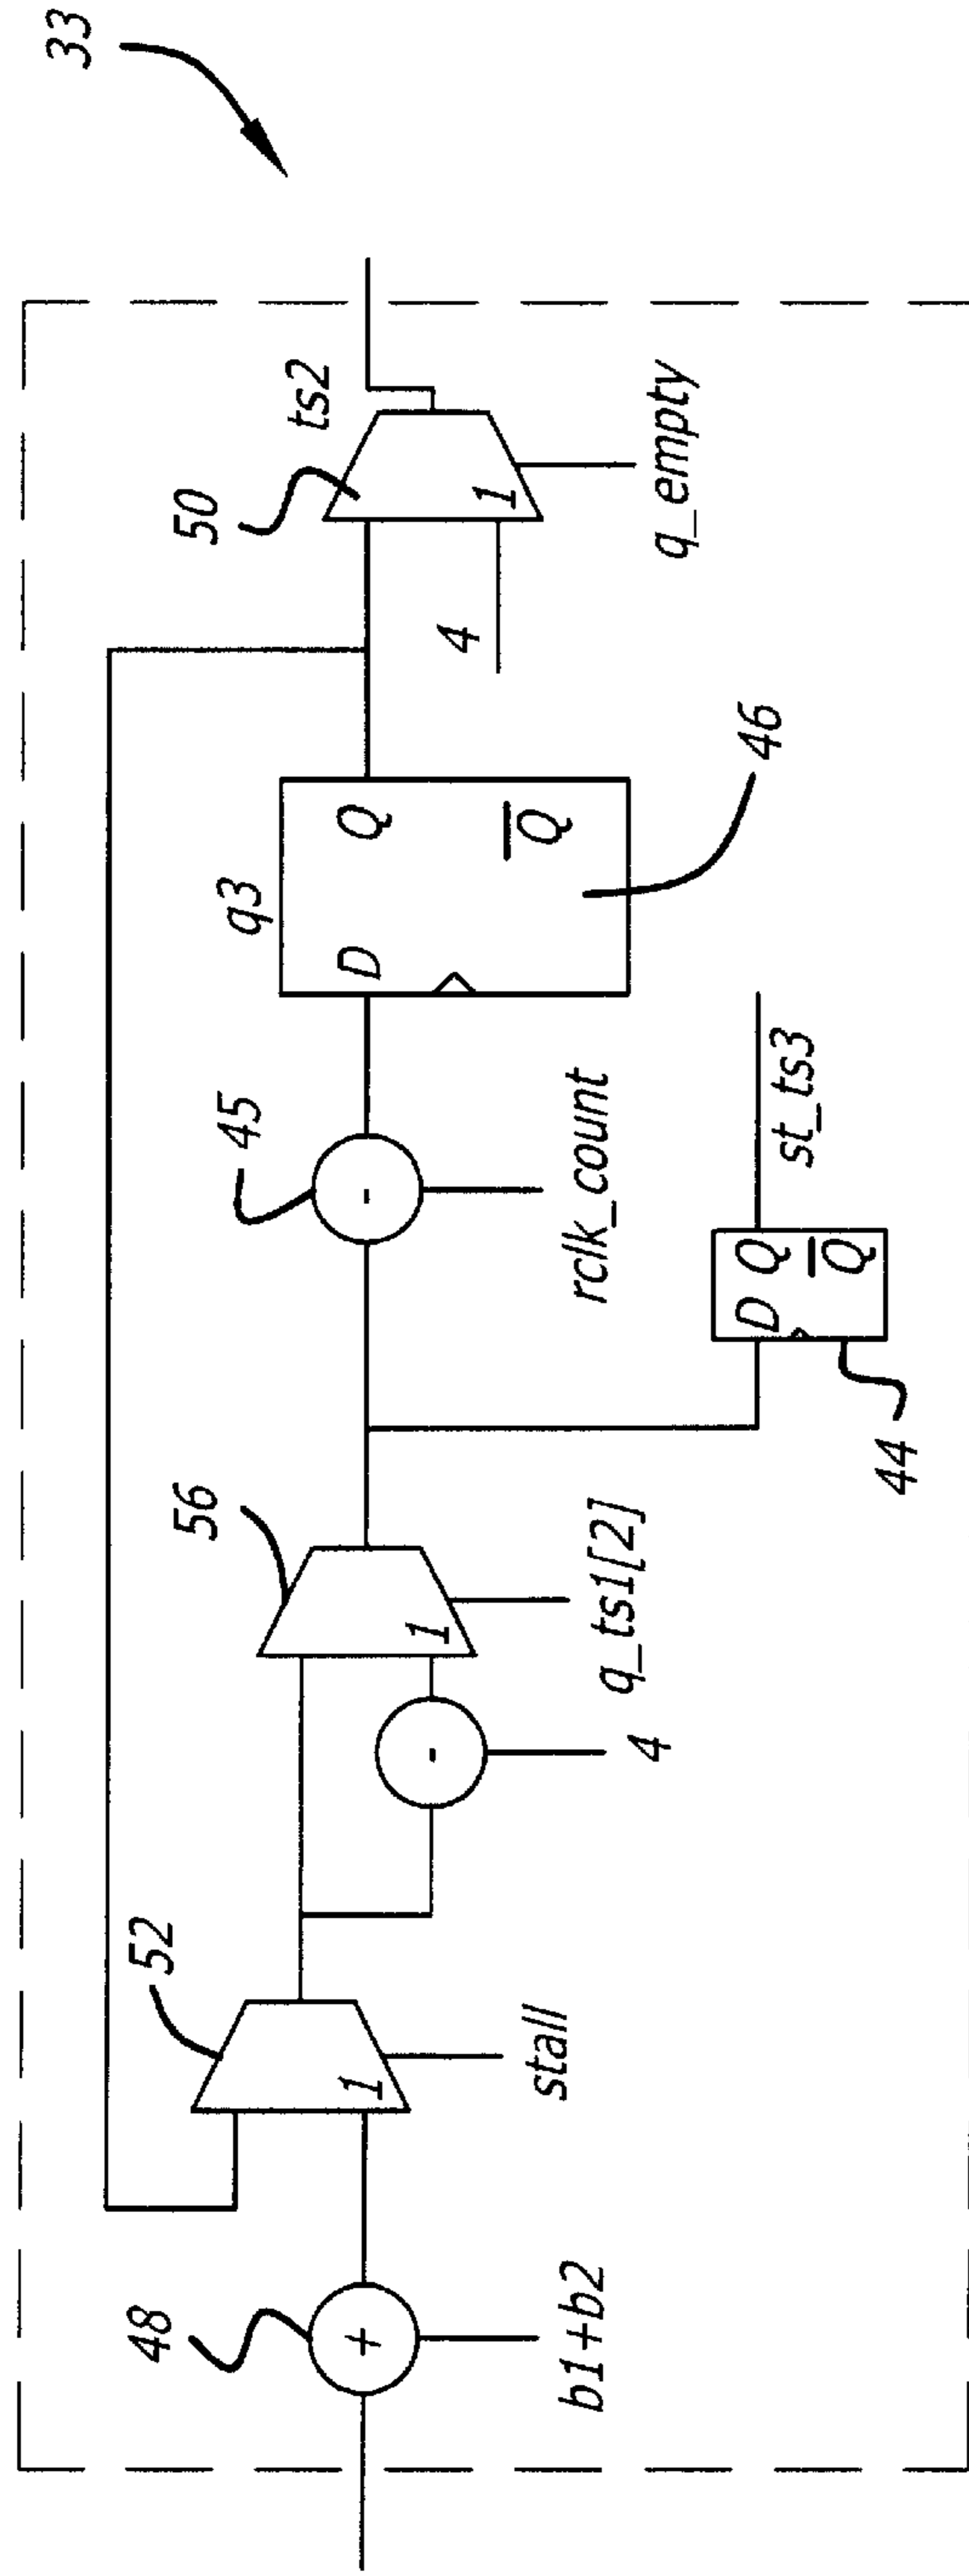 33
48
+
b1+b2
52
1
stall
-
4
56
1
q_ts1[2]
44
D Q
Q̅
st_ts3
45
-
rclk_count
q3
D Q
Q̅
46
4
50
1
ts2
q_empty